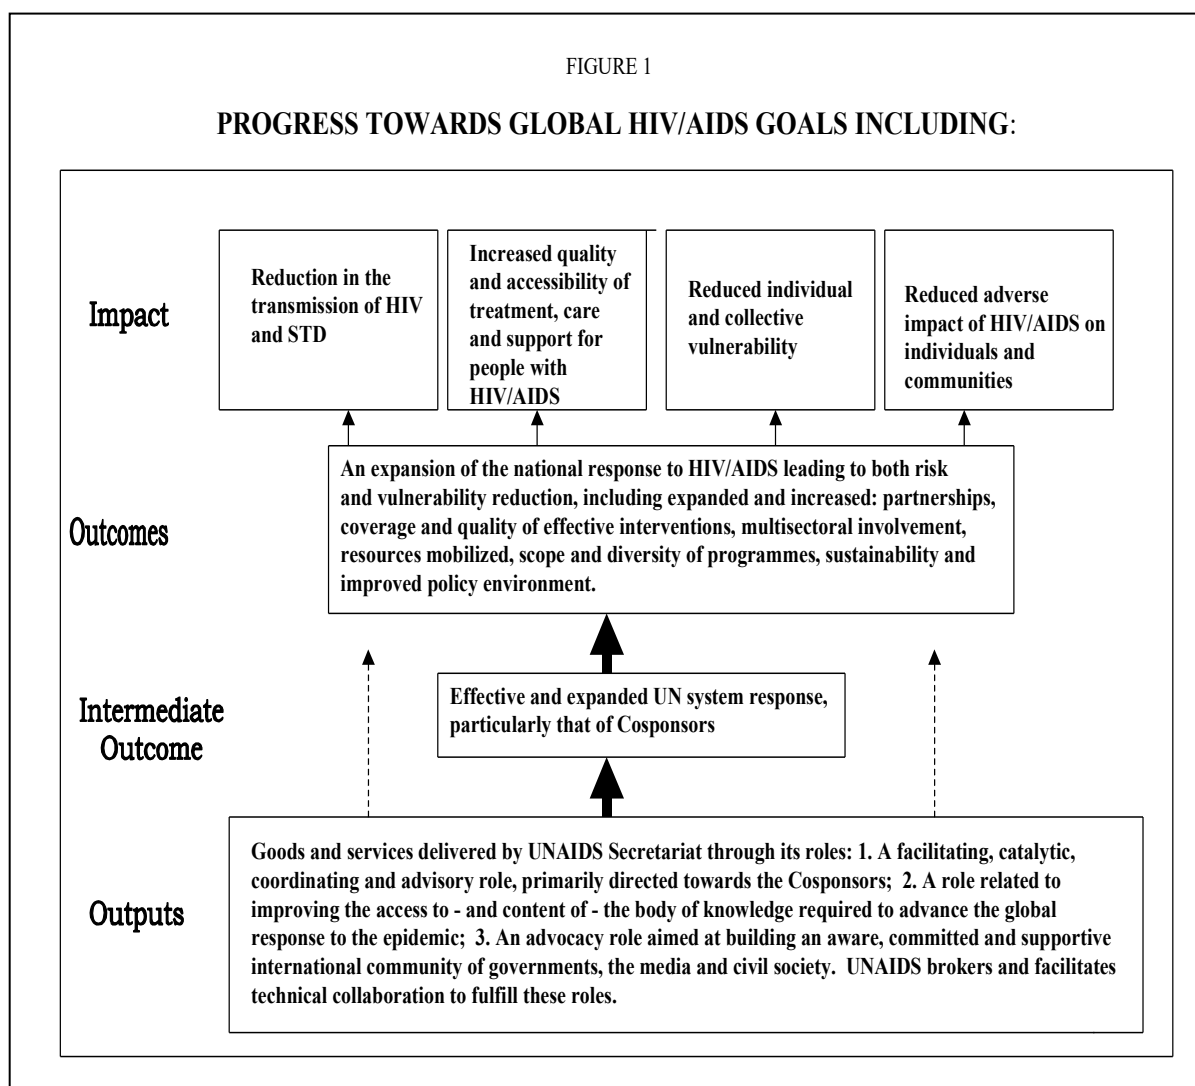 FIGURE 1
PROGRESS TOWARDS GLOBAL HIV/AIDS GOALS INCLUDING:
Impact
Reduction in the
transmission of HIV
and STD
Increased quality
and accessibility of
treatment, care
and support for
people with
HIV/AIDS
Reduced individual
and collective
vulnerability
Reduced adverse
impact of HIV/AIDS on
individuals and
communities
Outcomes
An expansion of the national response to HIV/AIDS leading to both risk
and vulnerability reduction, including expanded and increased: partnerships,
coverage and quality of effective interventions, multisectoral involvement,
resources mobilized, scope and diversity of programmes, sustainability and
improved policy environment.
Intermediate
Outcome
Effective and expanded UN system response,
particularly that of Cosponsors
Outputs
Goods and services delivered by UNAIDS Secretariat through its roles: 1. A facilitating, catalytic,
coordinating and advisory role, primarily directed towards the Cosponsors;  2. A role related to
improving the access to - and content of - the body of knowledge required to advance the global
response to the epidemic;  3. An advocacy role aimed at building an aware, committed and supportive
international community of governments, the media and civil society.  UNAIDS brokers and facilitates
technical collaboration to fulfill these roles.